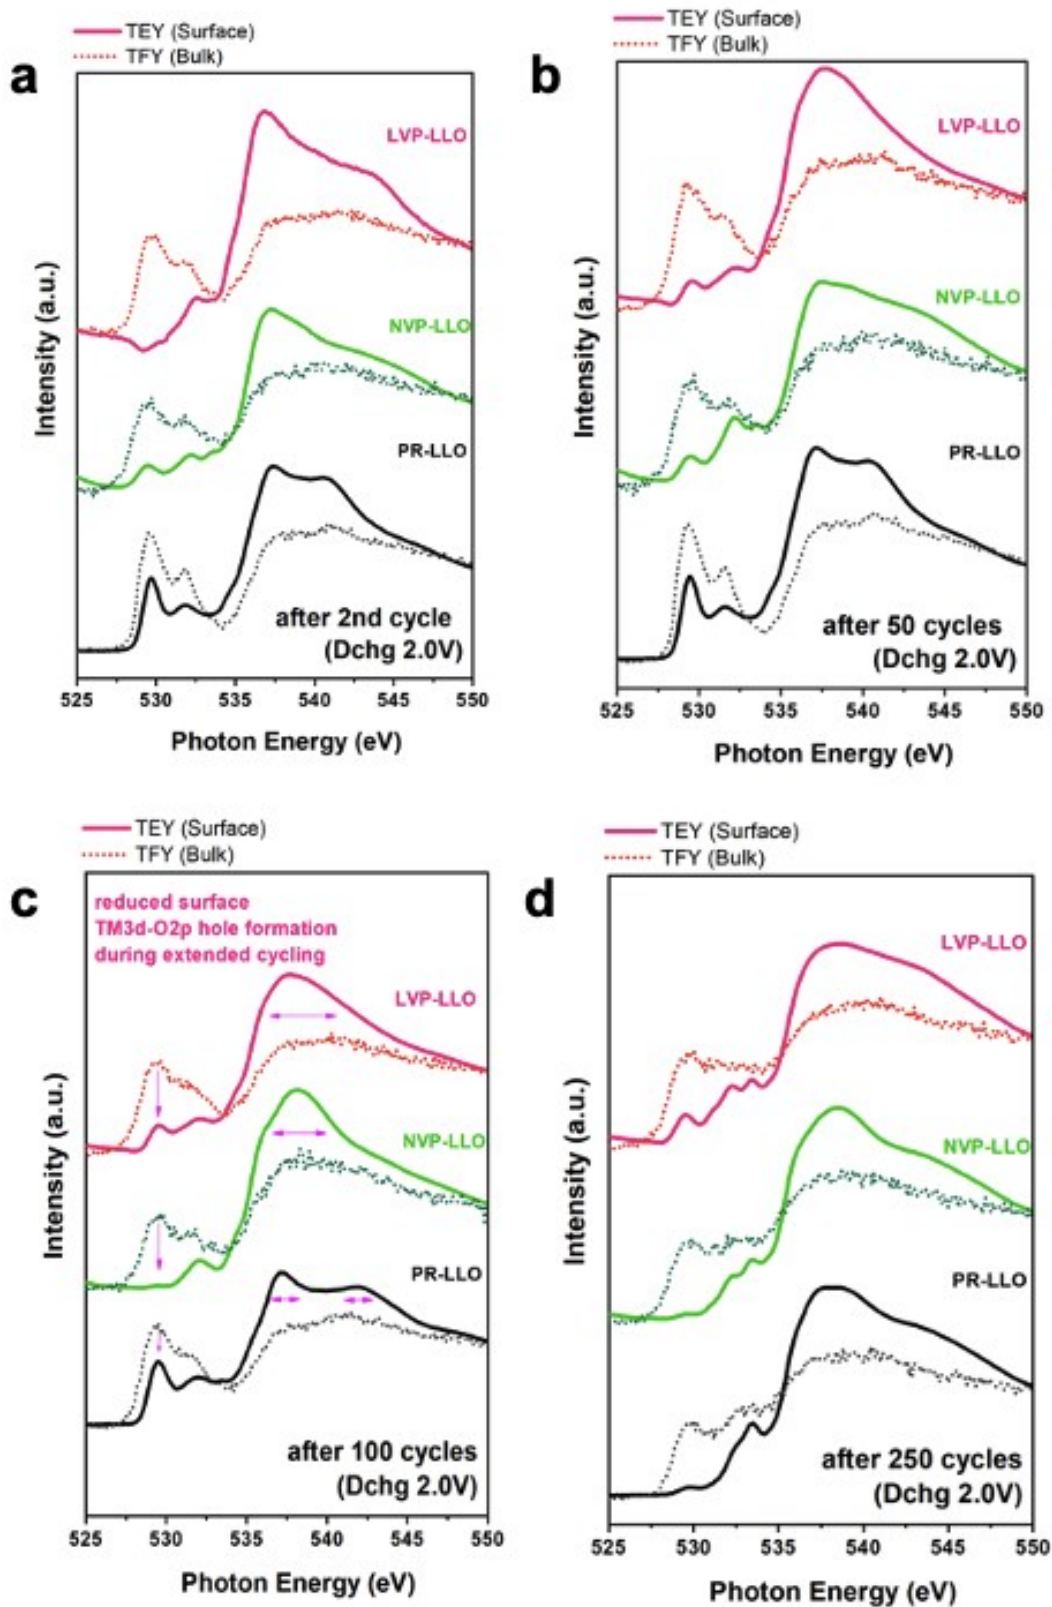 TEY (Surface)
TFY (Bulk)
a
LVP-LLO
NVP-LLO
PR-LLO
after 2nd cycle
(Dchg 2.0V)
Intensity (a.u.)
525 530 535 540 545 550
Photon Energy (eV)
TEY (Surface)
TFY (Bulk)
b
LVP-LLO
NVP-LLO
PR-LLO
after 50 cycles
(Dchg 2.0V)
Intensity (a.u.)
525 530 535 540 545 550
Photon Energy (eV)
TEY (Surface)
TFY (Bulk)
c
reduced surface
TM3d-O2p hole formation
during extended cycling
LVP-LLO
NVP-LLO
PR-LLO
after 100 cycles
(Dchg 2.0V)
Intensity (a.u.)
525 530 535 540 545 550
Photon Energy (eV)
TEY (Surface)
TFY (Bulk)
d
LVP-LLO
NVP-LLO
PR-LLO
after 250 cycles
(Dchg 2.0V)
Intensity (a.u.)
525 530 535 540 545 550
Photon Energy (eV)